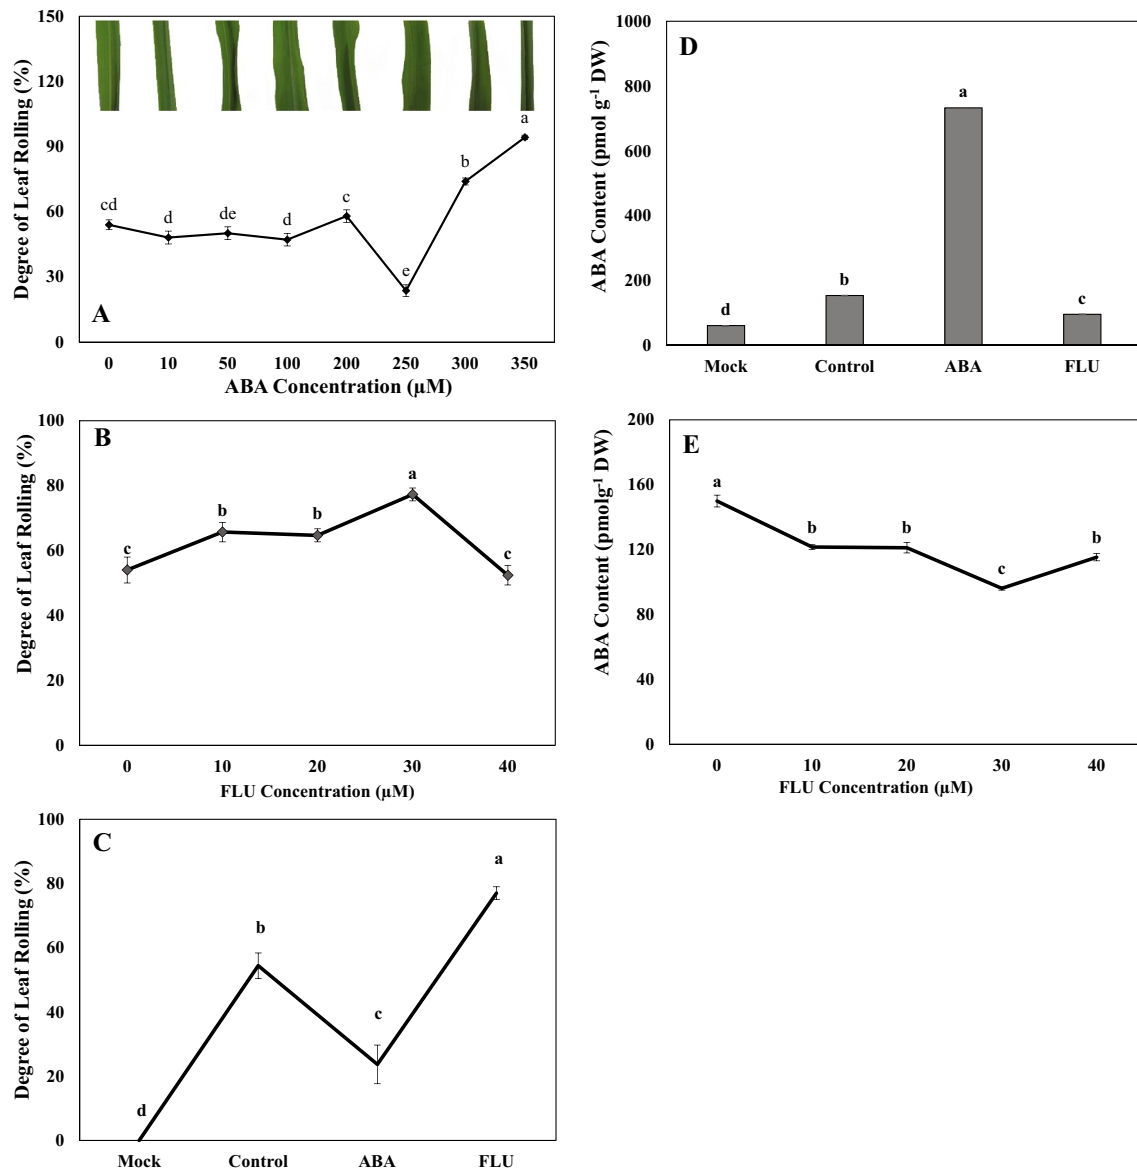 150
120
90
60
30
0
Degree of Leaf Rolling (%)
cd
d
de
d
c
e
b
a
A
0 10 50 100 200 250 300 350
ABA Concentration (µM)
1000
800
600
400
200
0
ABA Content (pmol g-1 DW)
D
d
b
a
c
Mock Control ABA FLU
100
80
60
40
20
0
Degree of Leaf Rolling (%)
B
c
b
b
a
c
0 10 20 30 40
FLU Concentration (µM)
200
160
120
80
40
0
ABA Content (pmolg-1 DW)
E
a
b
b
c
b
0 10 20 30 40
FLU Concentration (µM)
100
80
60
40
20
0
Degree of Leaf Rolling (%)
C
d
b
c
a
Mock Control ABA FLU